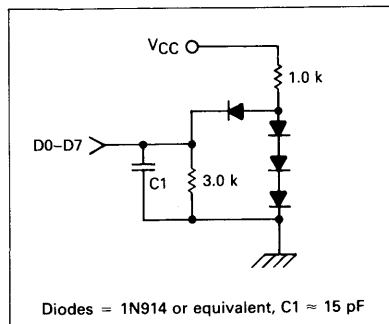 VCC
1.0 k
D0–D7
C1
3.0 k
Diodes = 1N914 or equivalent, C1 ≈ 15 pF